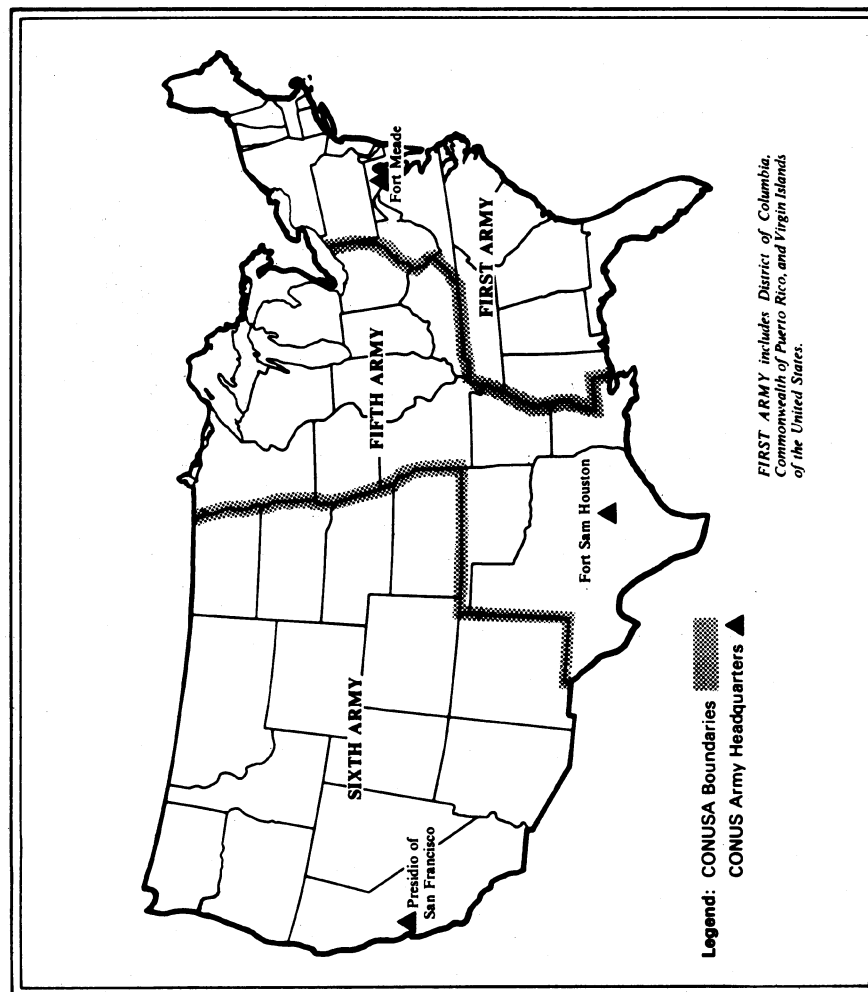 SIXTH ARMY
FIFTH ARMY
FIRST ARMY
Presidio of
San Francisco
Fort Sam Houston
Fort Meade
Legend: CONUSA Boundaries
CONUS Army Headquarters
FIRST ARMY includes District of Columbia,
Commonwealth of Puerto Rico, and Virgin Islands
of the United States.